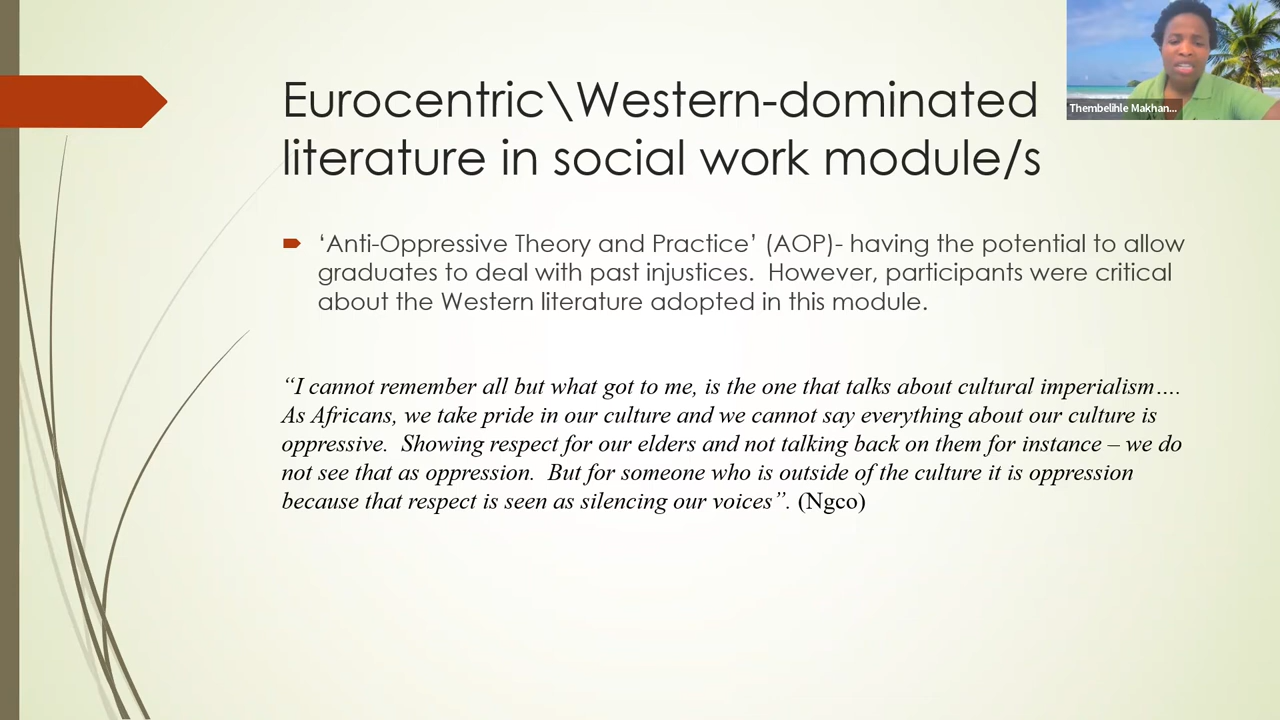 Eurocentric\Western-dominated
literature in social work module/s
‘Anti-Oppressive Theory and Practice’ (AOP)- having the potential to allow
graduates to deal with past injustices.  However, participants were critical
about the Western literature adopted in this module.
“I cannot remember all but what got to me, is the one that talks about cultural imperialism….
As Africans, we take pride in our culture and we cannot say everything about our culture is
oppressive.  Showing respect for our elders and not talking back on them for instance – we do
not see that as oppression.  But for someone who is outside of the culture it is oppression
because that respect is seen as silencing our voices”. (Ngco)
Thembelihle Makhan...